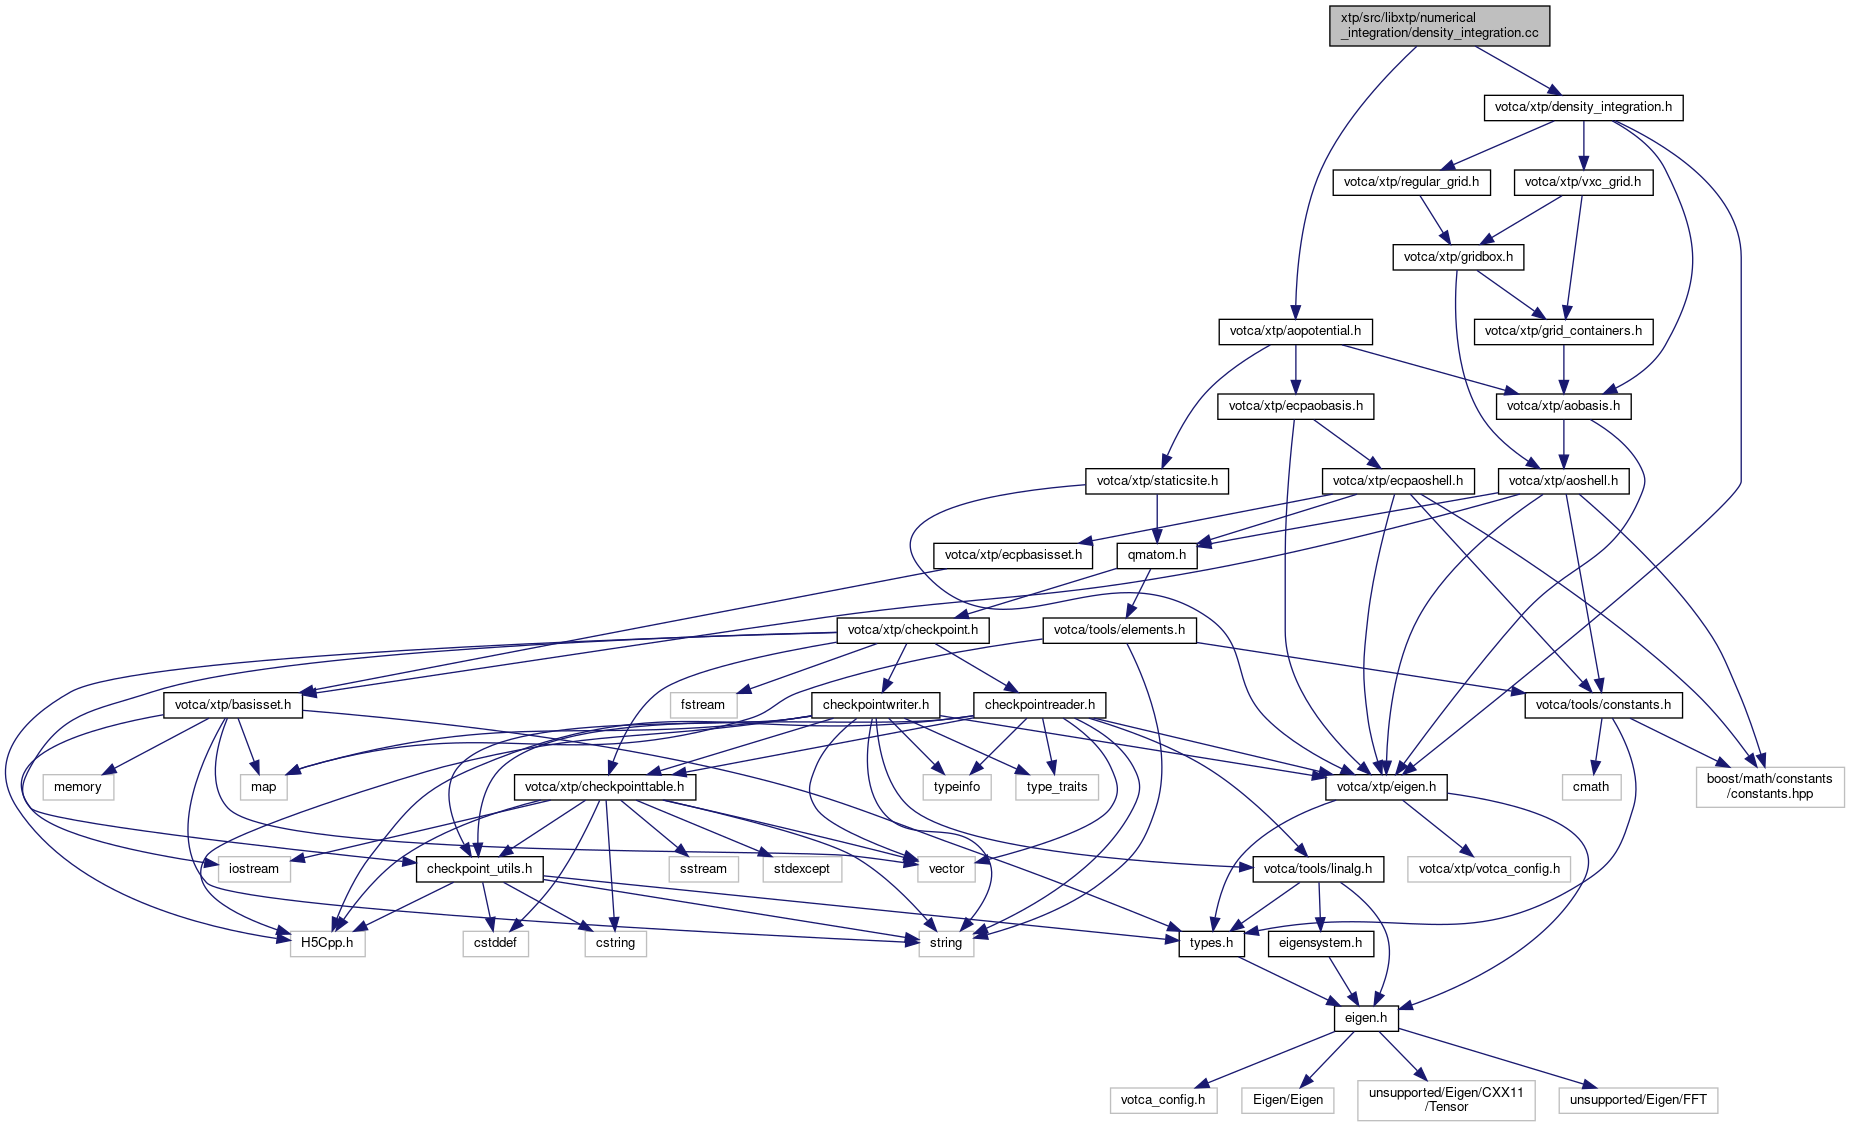 xtp/src/libxtp/numerical
_integration/density_integration.cc
votca/xtp/density_integration.h
votca/xtp/regular_grid.h
votca/xtp/vxc_grid.h
votca/xtp/gridbox.h
votca/xtp/aopotential.h
votca/xtp/grid_containers.h
votca/xtp/ecpaobasis.h
votca/xtp/aobasis.h
votca/xtp/staticsite.h
votca/xtp/ecpaoshell.h
votca/xtp/aoshell.h
votca/xtp/ecpbasisset.h
qmatom.h
votca/xtp/checkpoint.h
votca/tools/elements.h
votca/xtp/basisset.h
fstream
checkpointwriter.h
checkpointreader.h
votca/tools/constants.h
memory
map
votca/xtp/checkpointtable.h
typeinfo
type_traits
votca/xtp/eigen.h
cmath
boost/math/constants
/constants.hpp
iostream
checkpoint_utils.h
sstream
stdexcept
vector
votca/tools/linalg.h
votca/xtp/votca_config.h
H5Cpp.h
cstddef
cstring
string
types.h
eigensystem.h
eigen.h
votca_config.h
Eigen/Eigen
unsupported/Eigen/CXX11
/Tensor
unsupported/Eigen/FFT